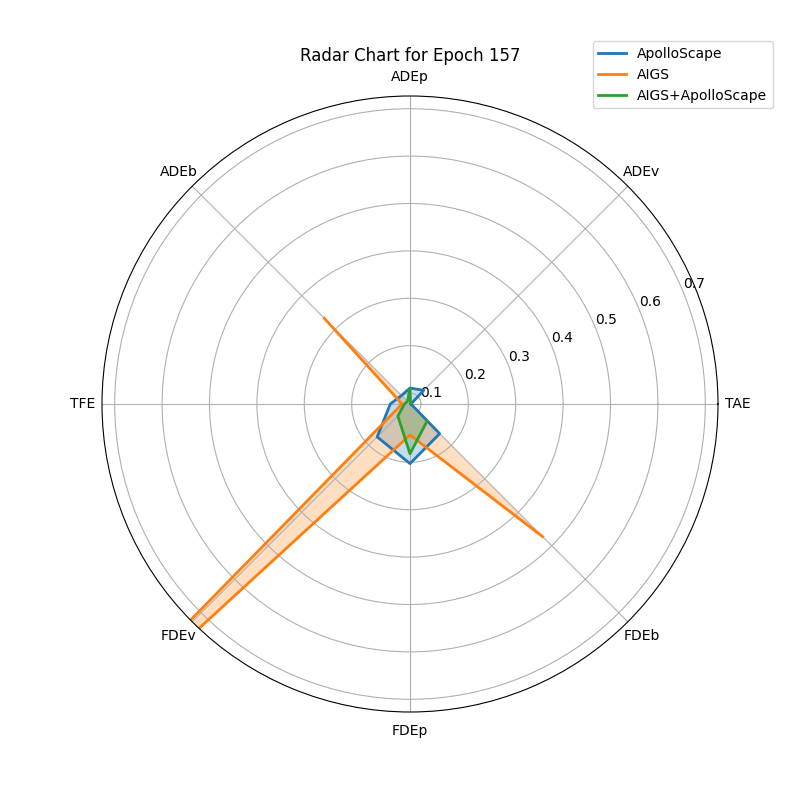 Radar Chart for Epoch 157
ApolloScape
AIGS
AIGS+ApolloScape
ADEp
ADEb
ADEv
0.7
0.6
0.5
0.4
0.3
0.2
0.1
TFE
TAE
FDEv
FDEb
FDEp